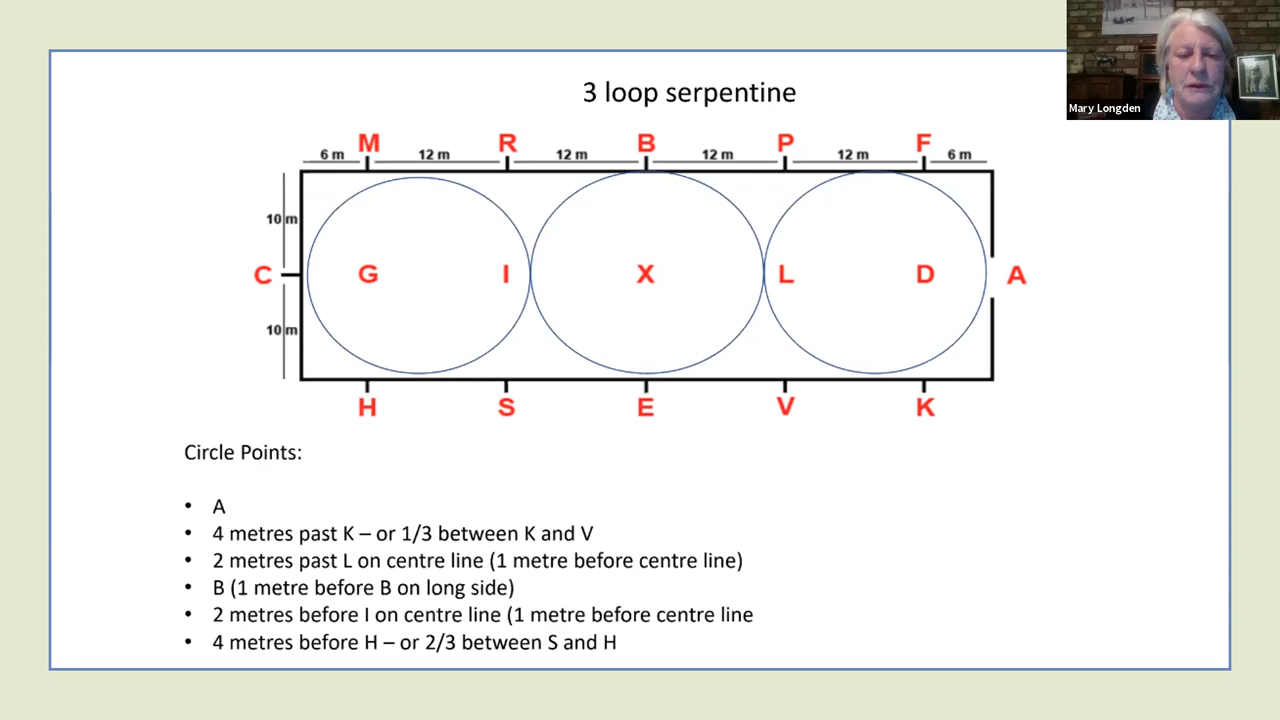 3 loop serpentine
Mary Longden
M R B P F
6 m 12 m 12 m 12 m 12 m 6 m
10 m
C G I X L D A
10 m
H S E V K
Circle Points:
• A
• 4 metres past K – or 1/3 between K and V
• 2 metres past L on centre line (1 metre before centre line)
• B (1 metre before B on long side)
• 2 metres before I on centre line (1 metre before centre line
• 4 metres before H – or 2/3 between S and H